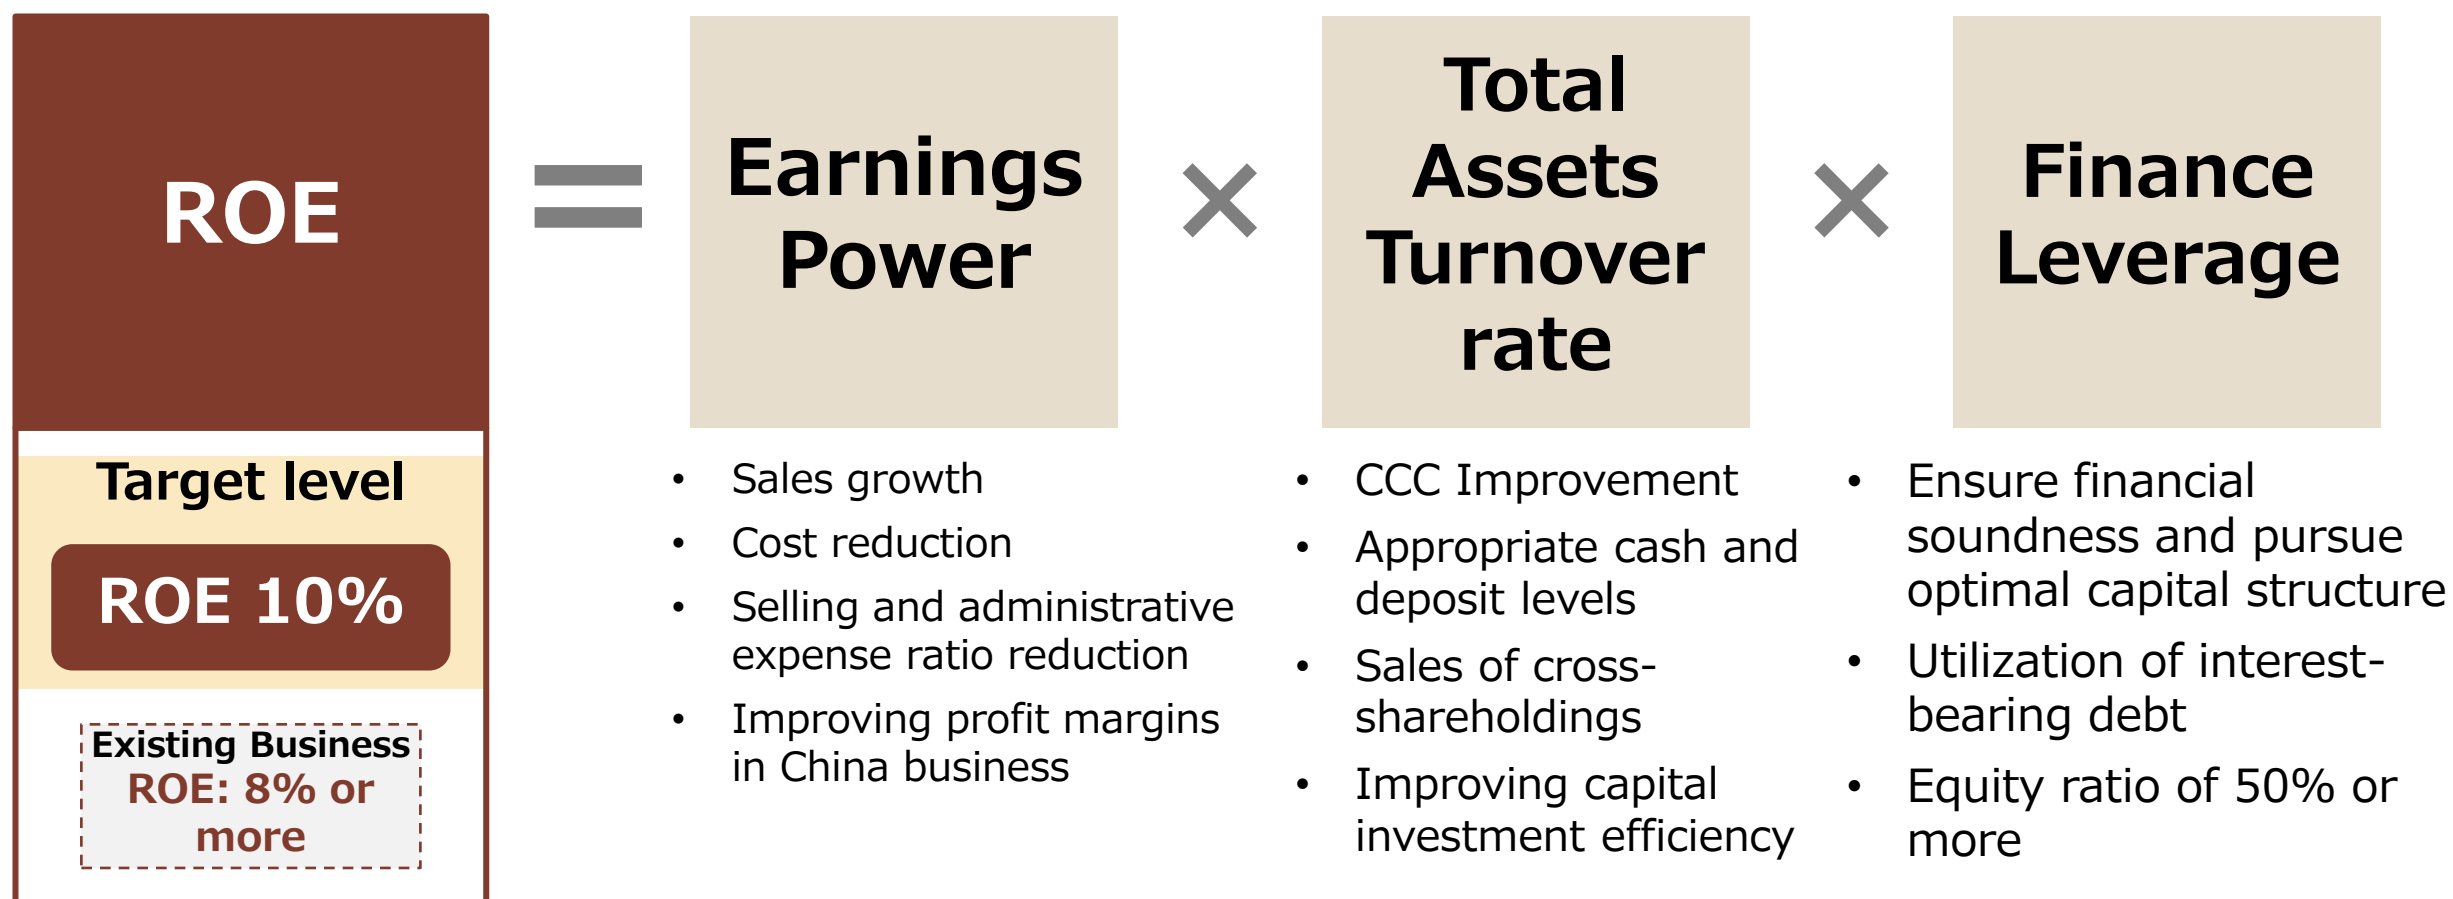 ROE
=
Earnings
Power
×
Total
Assets
Turnover
rate
×
Finance
Leverage
Target level
ROE 10%
Existing Business
ROE: 8% or
more
• Sales growth
• Cost reduction
• Selling and administrative
expense ratio reduction
• Improving profit margins
in China business
• CCC Improvement
• Appropriate cash and
deposit levels
• Sales of cross-
shareholdings
• Improving capital
investment efficiency
• Ensure financial
soundness and pursue
optimal capital structure
• Utilization of interest-
bearing debt
• Equity ratio of 50% or
more